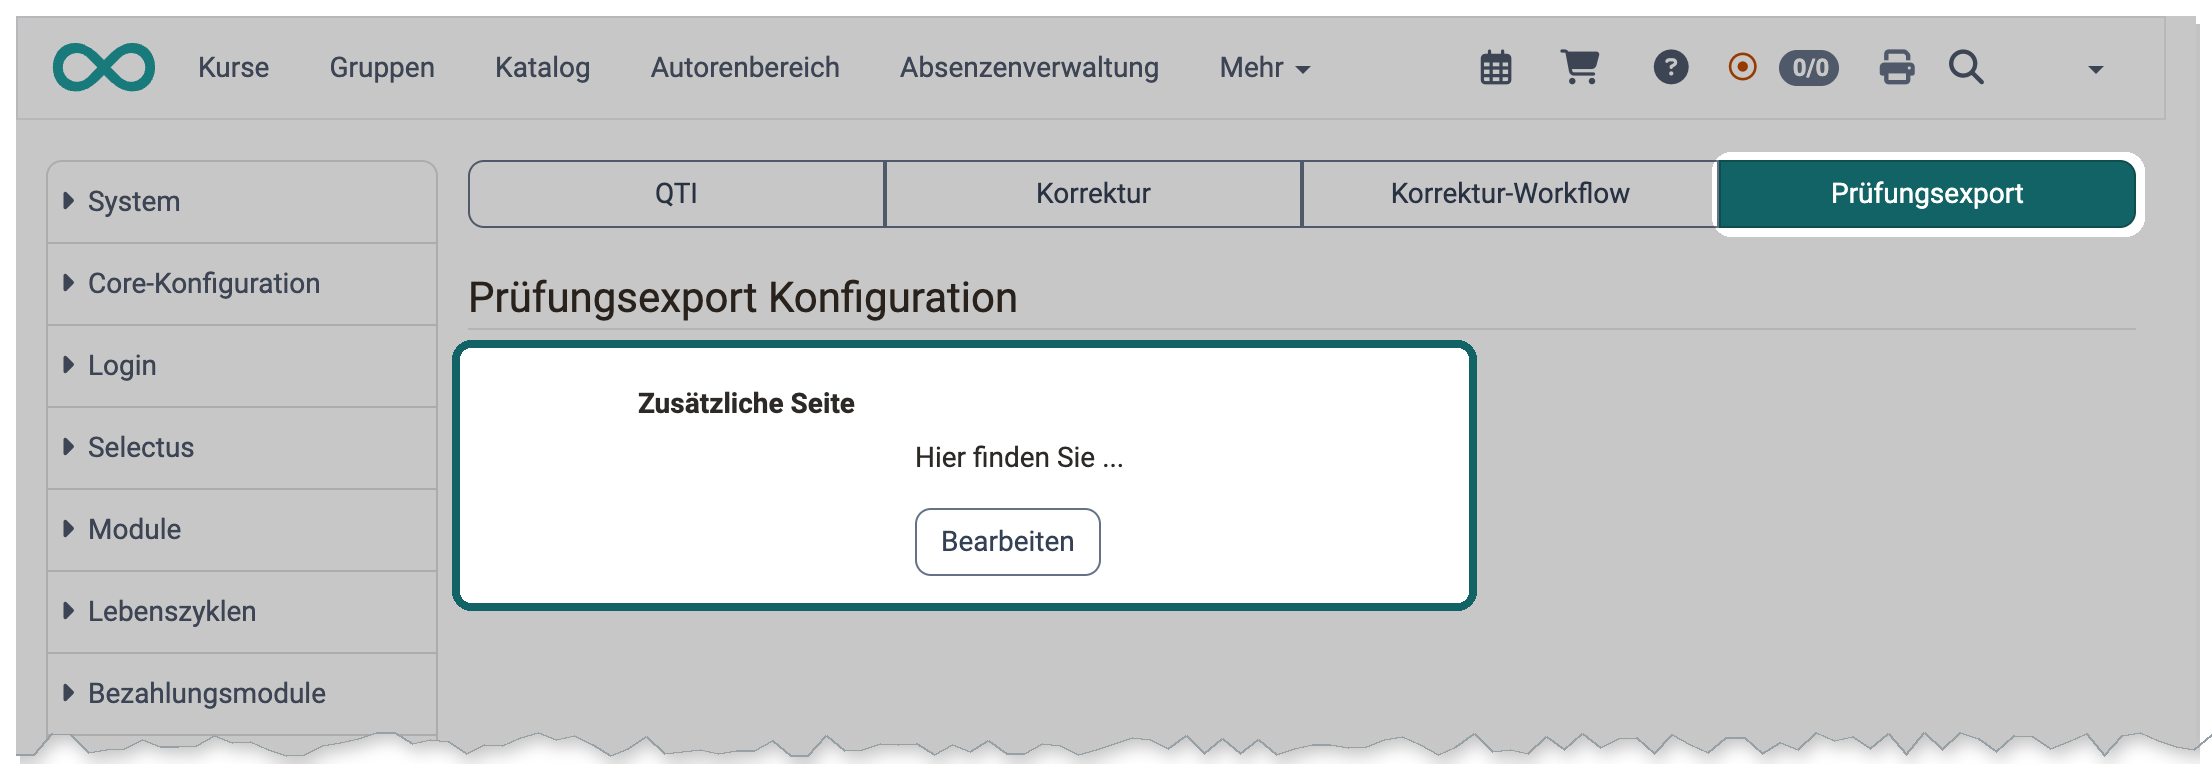 Kurse Gruppen Katalog Autorenbereich Absenzenverwaltung Mehr ? 0/0
QTI Korrektur Korrektur-Workflow Prüfungsexport
System
Core-Konfiguration
Login
Selectus
Module
Lebenszyklen
Bezahlungsmodule
Prüfungsexport Konfiguration
Zusätzliche Seite
Hier finden Sie ...
Bearbeiten